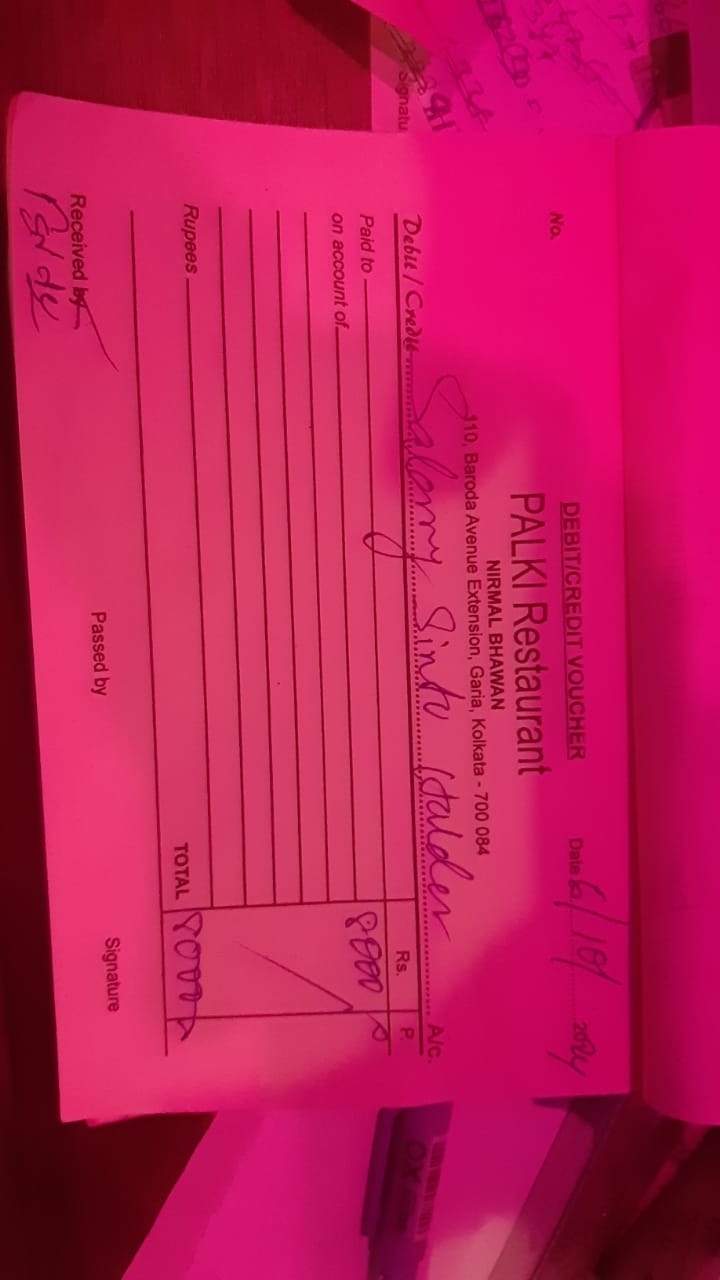 DEBIT/CREDIT VOUCHER
No.
Date 6/10/2024
PALKI Restaurant
NIRMAL BHAWAN
110, Baroda Avenue Extension, Garia, Kolkata - 700 084
Debit / Credit Salary Sintu Halder A/c.
Rs. P.
Paid to 8000
on account of
Rupees TOTAL 8000
Received by Passed by Signature